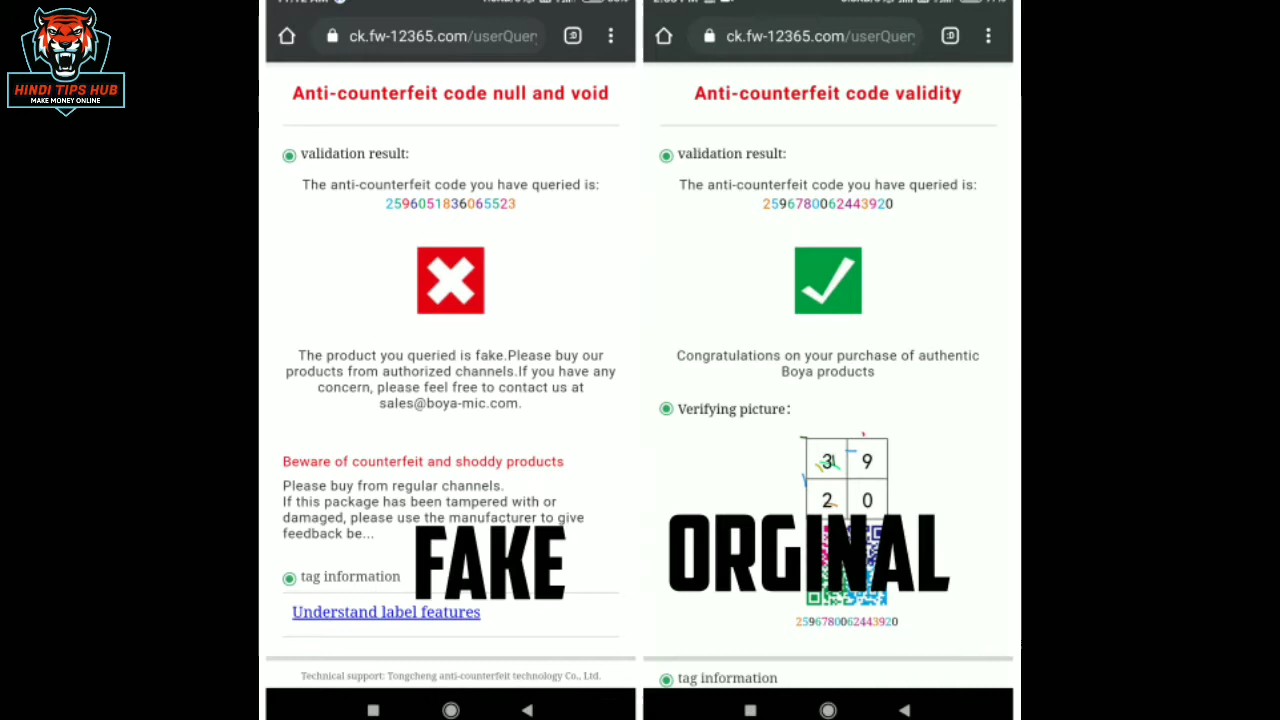 HINDI TIPS HUB
MAKE MONEY ONLINE
ck.fw-12365.com/userQuer
Anti-counterfeit code null and void
validation result:
The anti-counterfeit code you have queried is:
2596051836065523
The product you queried is fake.Please buy our
products from authorized channels.If you have any
concern, please feel free to contact us at
sales@boya-mic.com.
Beware of counterfeit and shoddy products
Please buy from regular channels.
If this package has been tampered with or
damaged, please use the manufacturer to give
feedback be...
FAKE
tag information
Understand label features
Technical support: Tongcheng anti-counterfeit technology Co., Ltd.
ck.fw-12365.com/userQuer
Anti-counterfeit code validity
validation result:
The anti-counterfeit code you have queried is:
2596780062443920
Congratulations on your purchase of authentic
Boya products
Verifying picture:
3 9
2 0
ORGINAL
2596780062443920
tag information